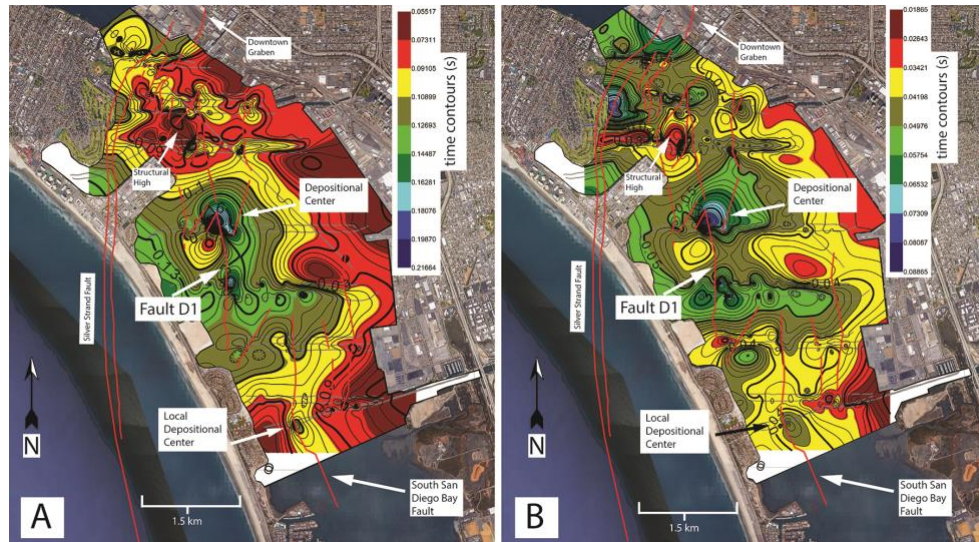 Downtown
Graben
0.05517
0.07311
0.09105
0.10899
0.12693
0.14487
0.16281
0.18076
0.19870
0.21664
time contours (s)
Structural
High
Depositional
Center
Fault D1
Silver Strand Fault
Local
Depositional
Center
N
A
1.5 km
South San
Diego Bay
Fault
Downtown
Graben
0.01865
0.02643
0.03421
0.04198
0.04976
0.05754
0.06532
0.07309
0.08087
0.08865
time contours (s)
Structural
High
Depositional
Center
Fault D1
Silver Strand Fault
Local
Depositional
Center
N
B
1.5 km
South San
Diego Bay
Fault